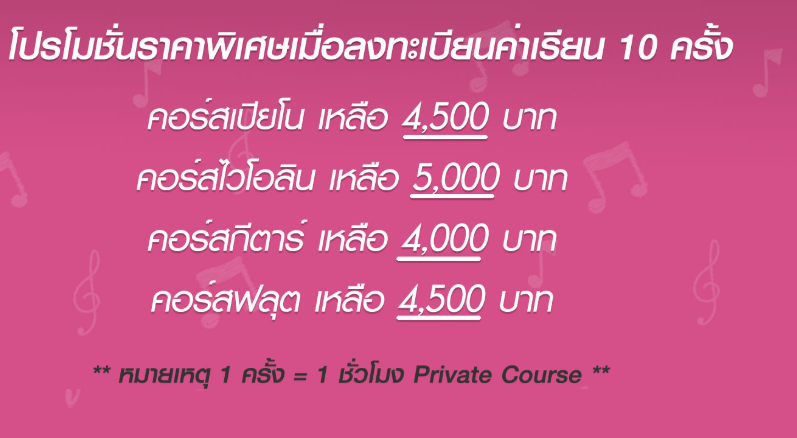 โปรโมชั่นราคาพิเศษเมื่อลงทะเบียนค่าเรียน 10 ครั้ง
คอร์สเปียโน เหลือ 4,500 บาท
คอร์สไวโอลิน เหลือ 5,000 บาท
คอร์สกีตาร์ เหลือ 4,000 บาท
คอร์สฟลุต เหลือ 4,500 บาท
** หมายเหตุ 1 ครั้ง = 1 ชั่วโมง Private Course **